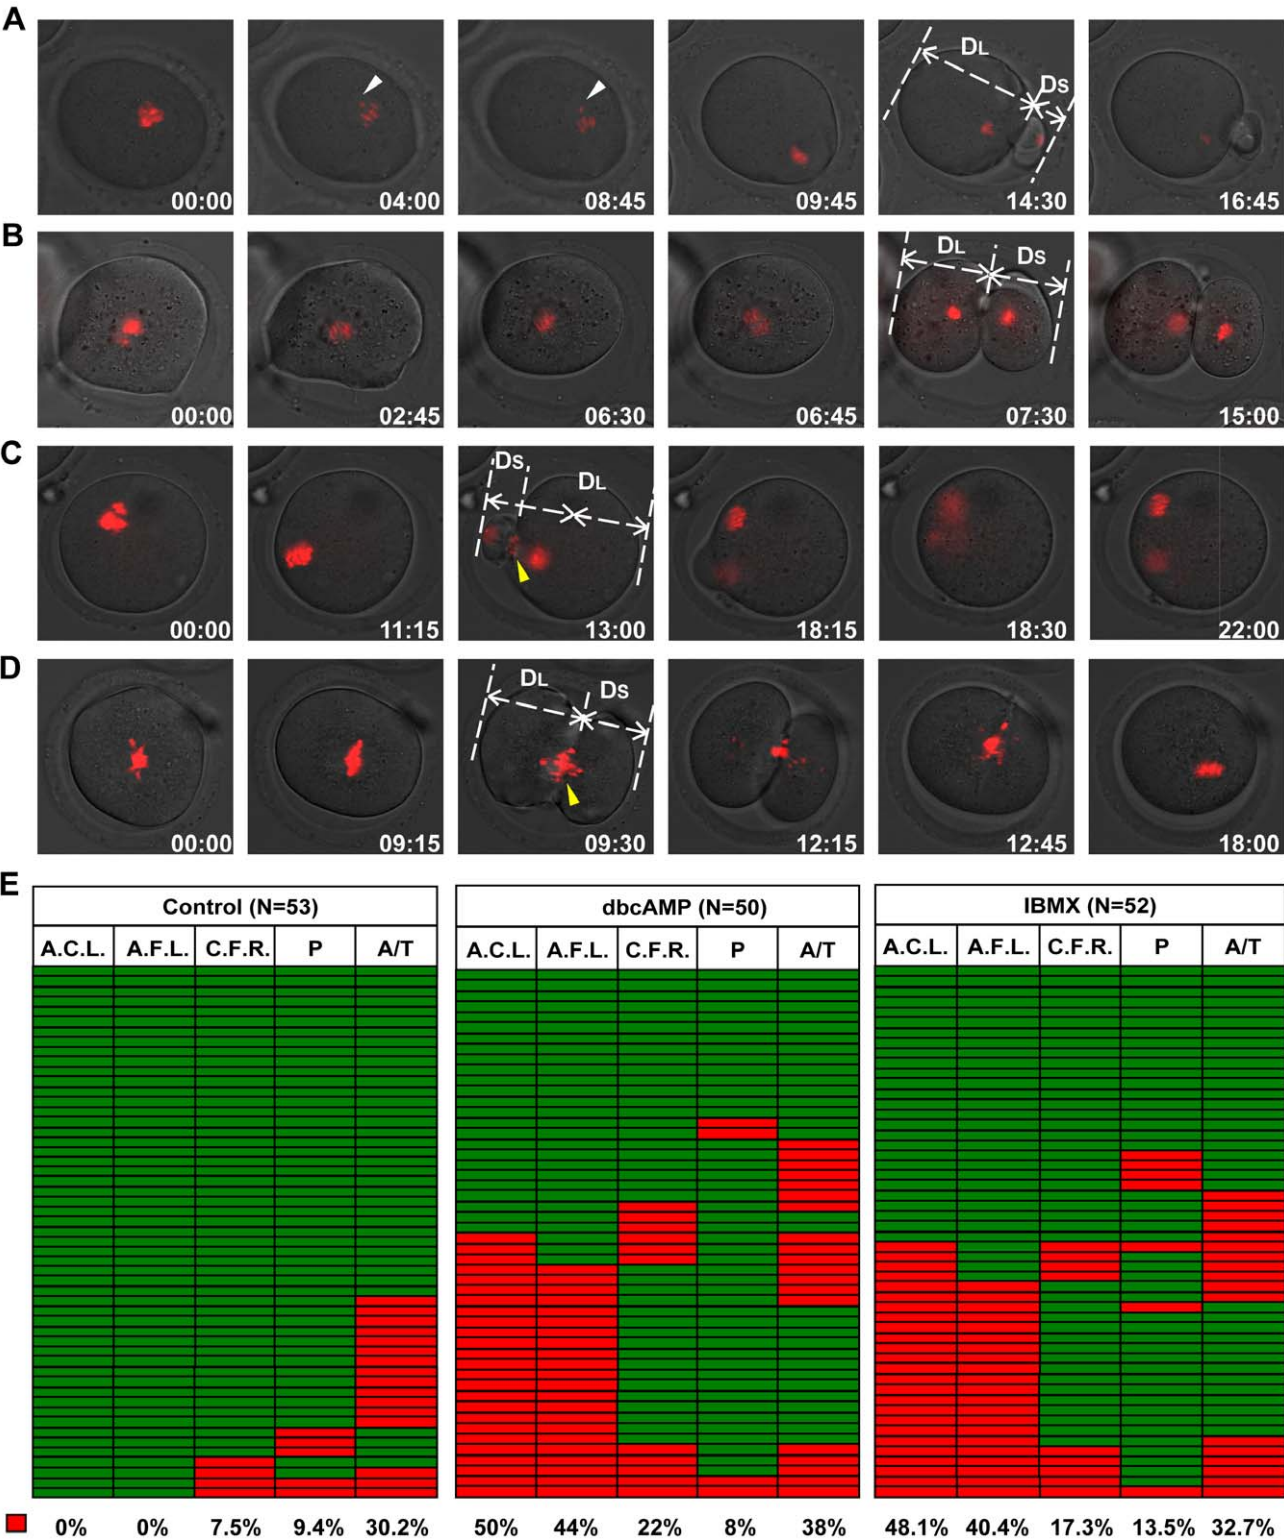 A
DL
DS
00:00 04:00 08:45 09:45 14:30 16:45
B
DL DS
00:00 02:45 06:30 06:45 07:30 15:00
C
DS
DL
00:00 11:15 13:00 18:15 18:30 22:00
D
DL DS
00:00 09:15 09:30 12:15 12:45 18:00
E
Control (N=53) dbcAMP (N=50) IBMX (N=52)
A.C.L. A.F.L. C.F.R. P A/T A.C.L. A.F.L. C.F.R. P A/T A.C.L. A.F.L. C.F.R. P A/T
0% 0% 7.5% 9.4% 30.2% 50% 44% 22% 8% 38% 48.1% 40.4% 17.3% 13.5% 32.7%